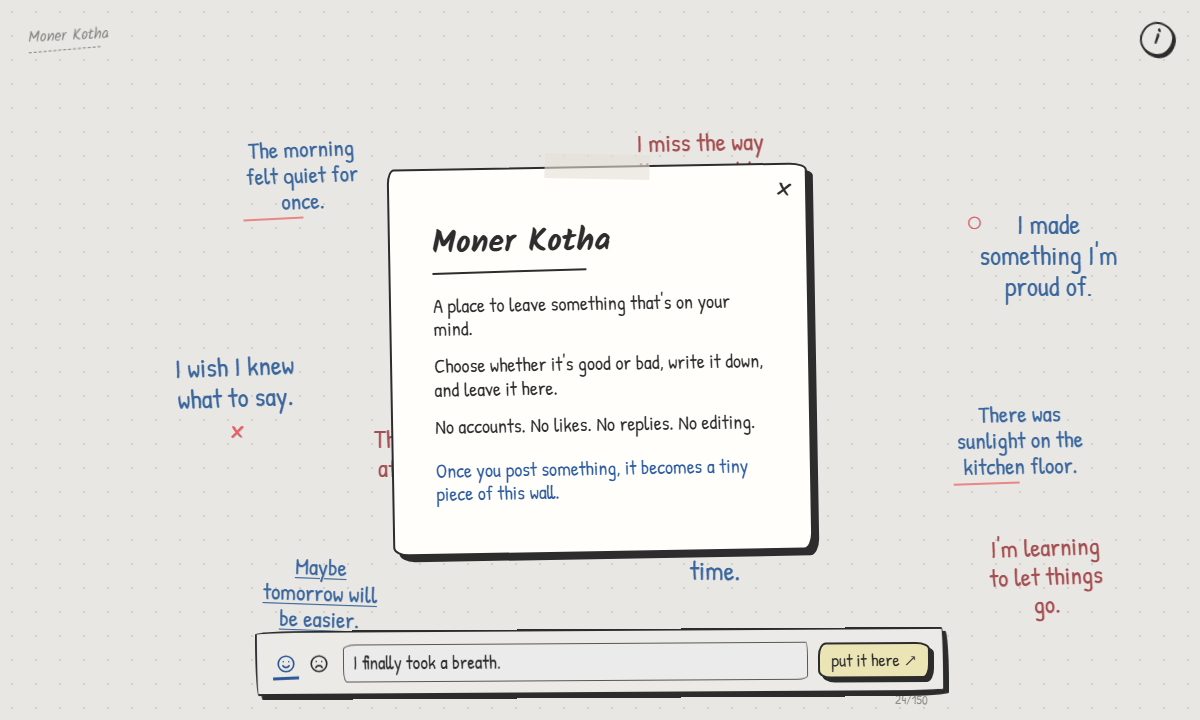 Moner Kotha
i
The morning
felt quiet for
once.
I miss the way
I made
something I'm
proud of.
I wish I knew
what to say.
There was
sunlight on the
kitchen floor.
Maybe
tomorrow will
be easier.
time.
I'm learning
to let things
go.
Moner Kotha
A place to leave something that's on your
mind.
Choose whether it's good or bad, write it down,
and leave it here.
No accounts. No likes. No replies. No editing.
Once you post something, it becomes a tiny
piece of this wall.
I finally took a breath.
put it here ↗
24/150